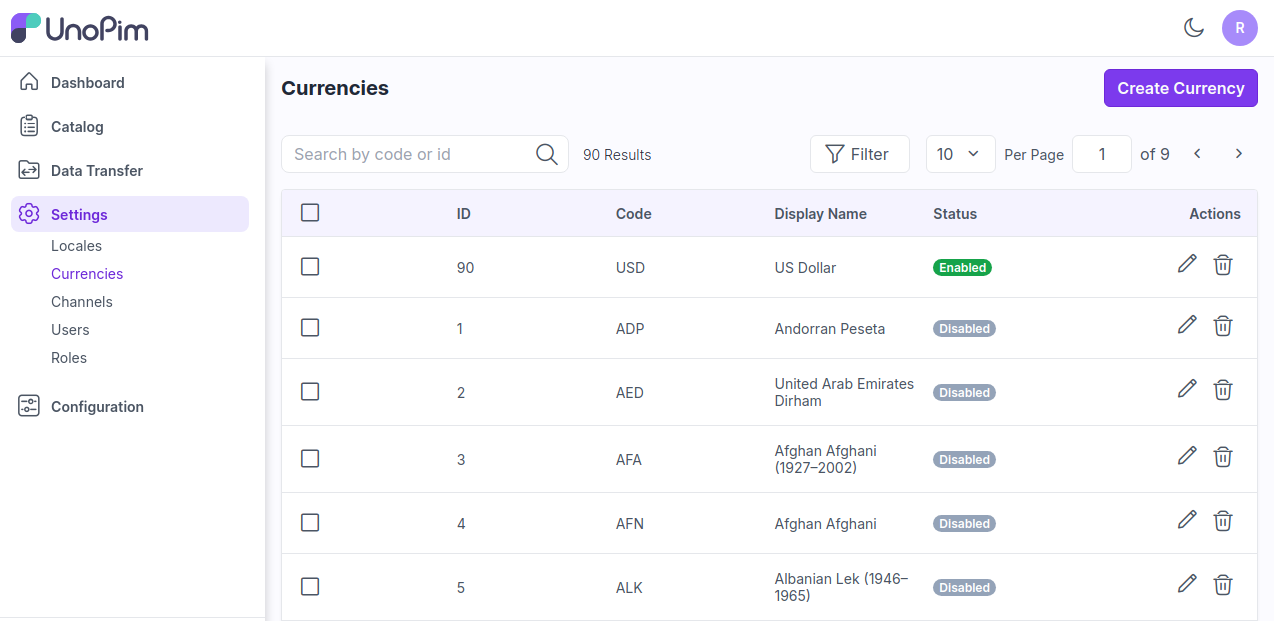 UnoPim
R
Dashboard
Catalog
Data Transfer
Settings
Locales
Currencies
Channels
Users
Roles
Configuration
Currencies
Create Currency
Search by code or id
90 Results
Filter
10
Per Page
1
of 9
ID Code Display Name Status Actions
90 USD US Dollar Enabled
1 ADP Andorran Peseta Disabled
2 AED United Arab Emirates
Dirham Disabled
3 AFA Afghan Afghani
(1927–2002) Disabled
4 AFN Afghan Afghani Disabled
5 ALK Albanian Lek (1946–
1965) Disabled